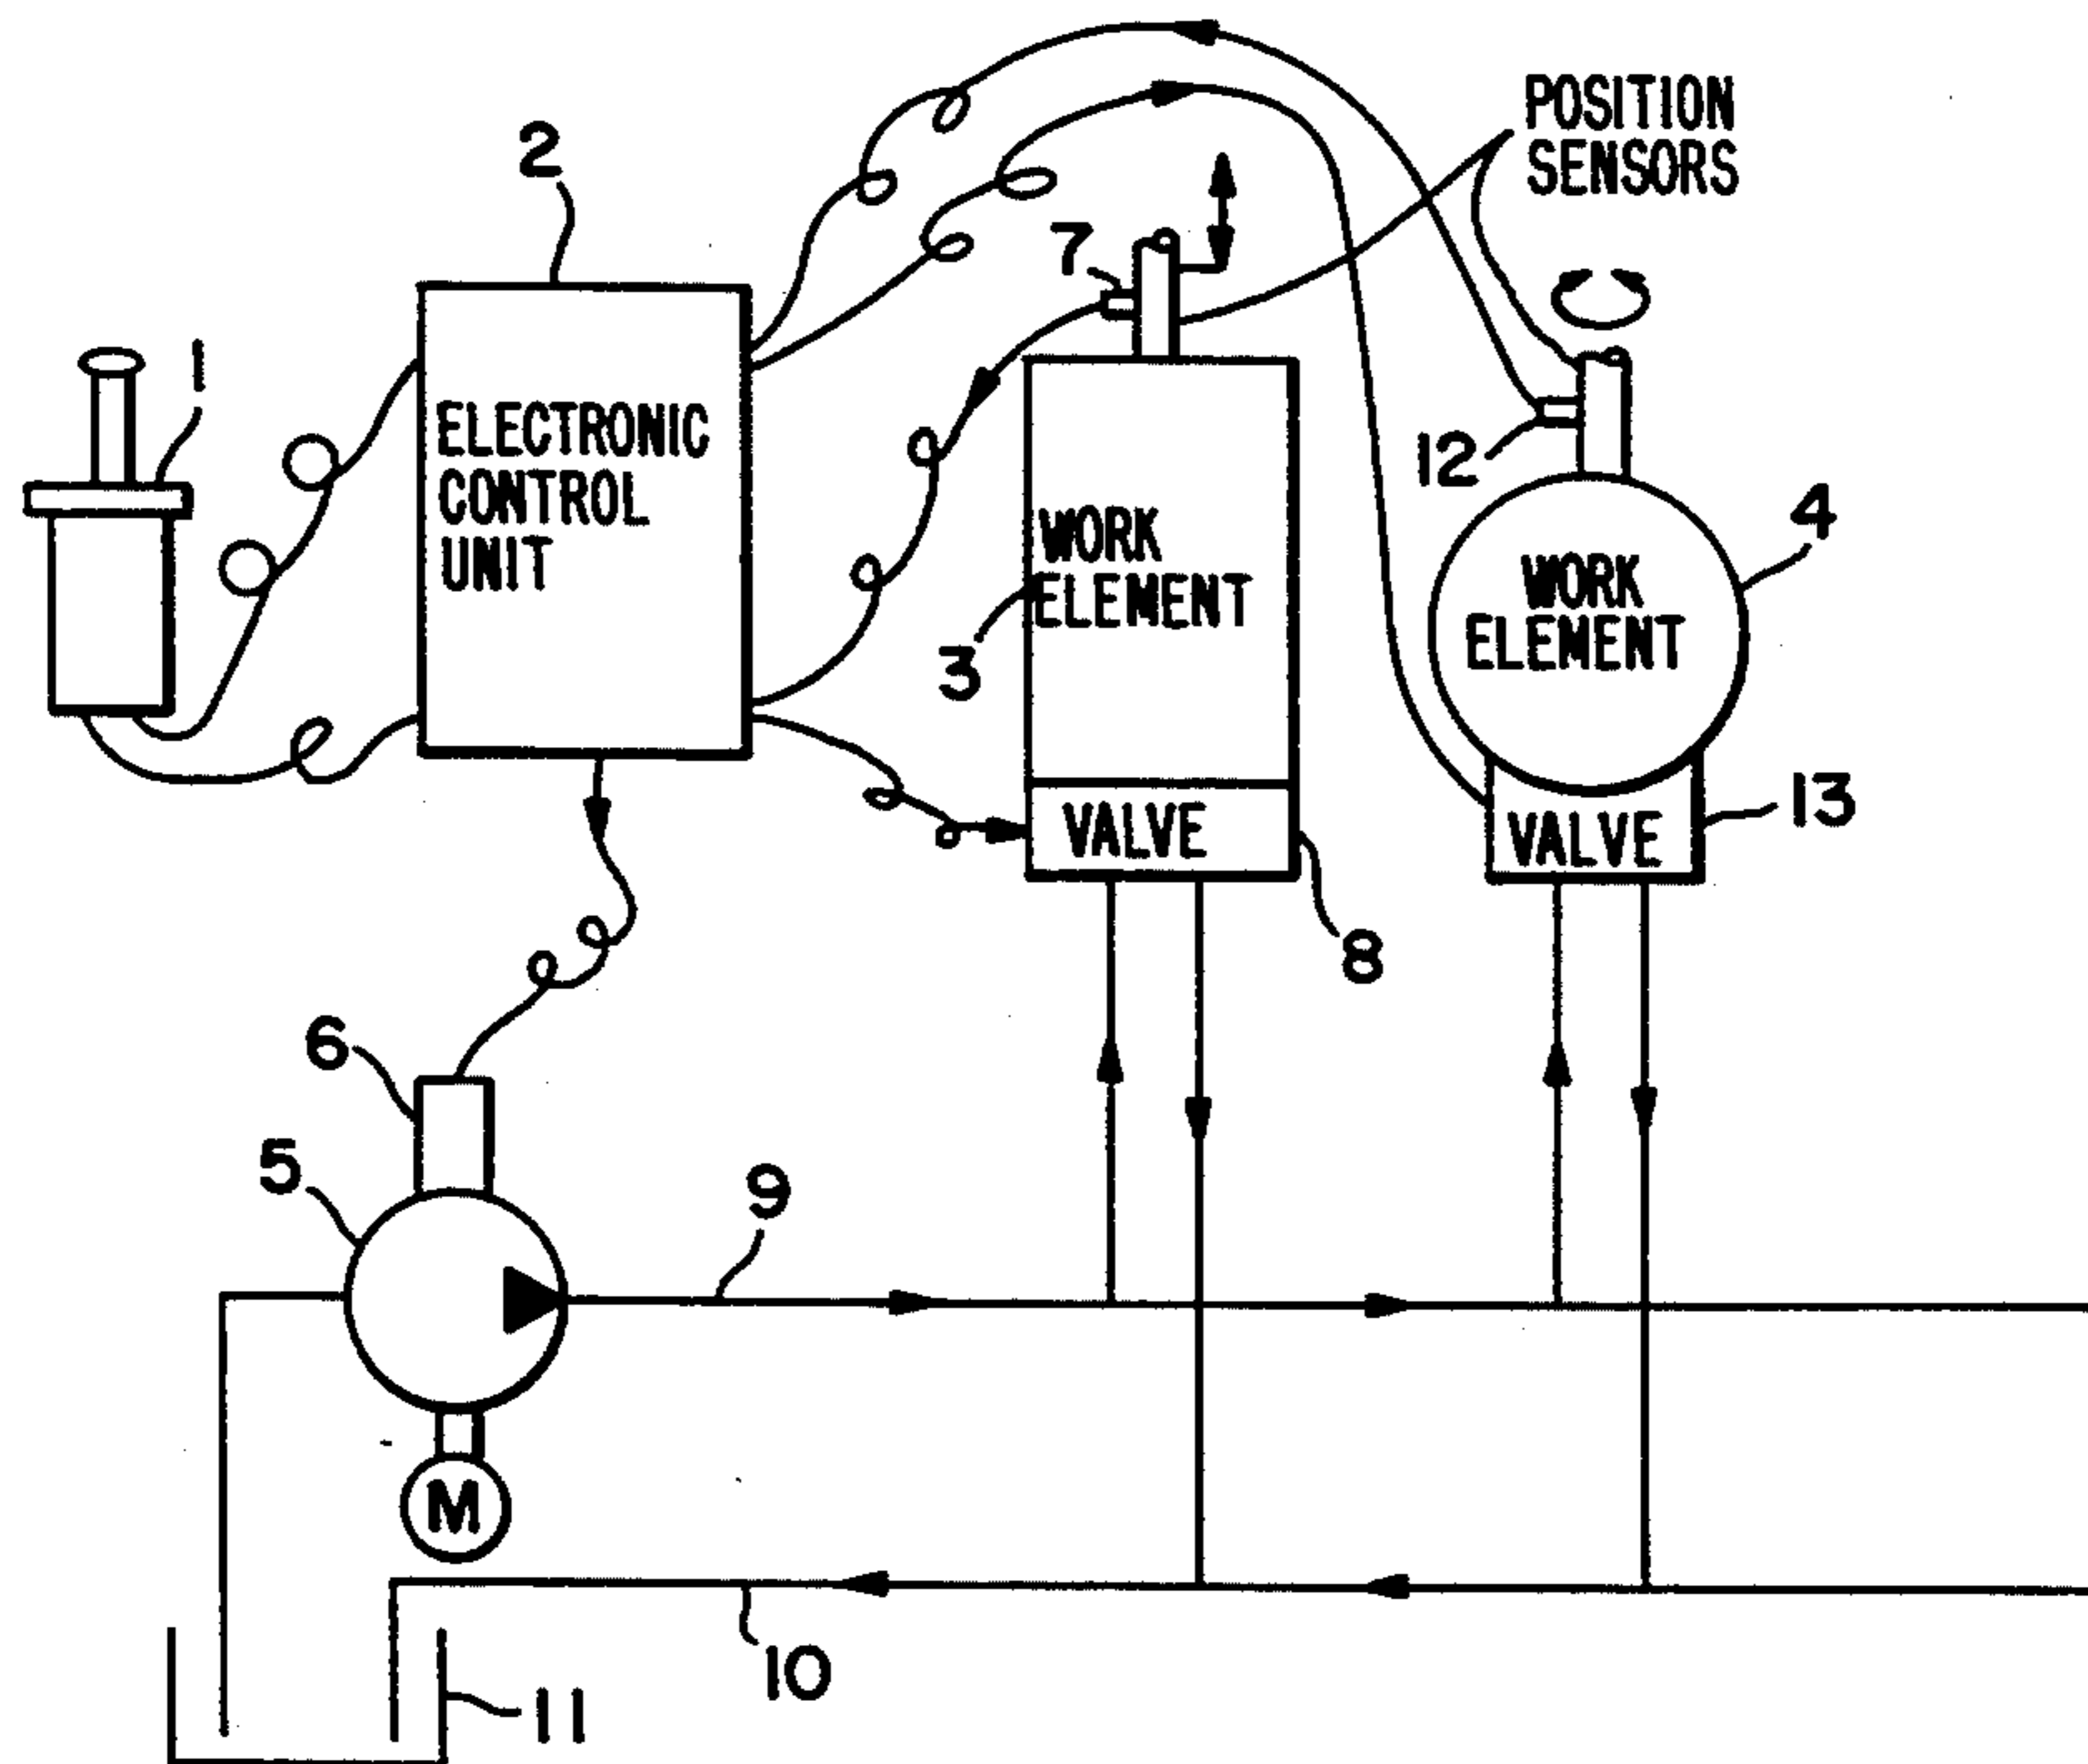 POSITION
SENSORS
2
7
1
ELECTRONIC
CONTROL
UNIT
12
4
WORK
ELEMENT
WORK
ELEMENT
3
VALVE
VALVE
13
8
6
5
9
M
10
11